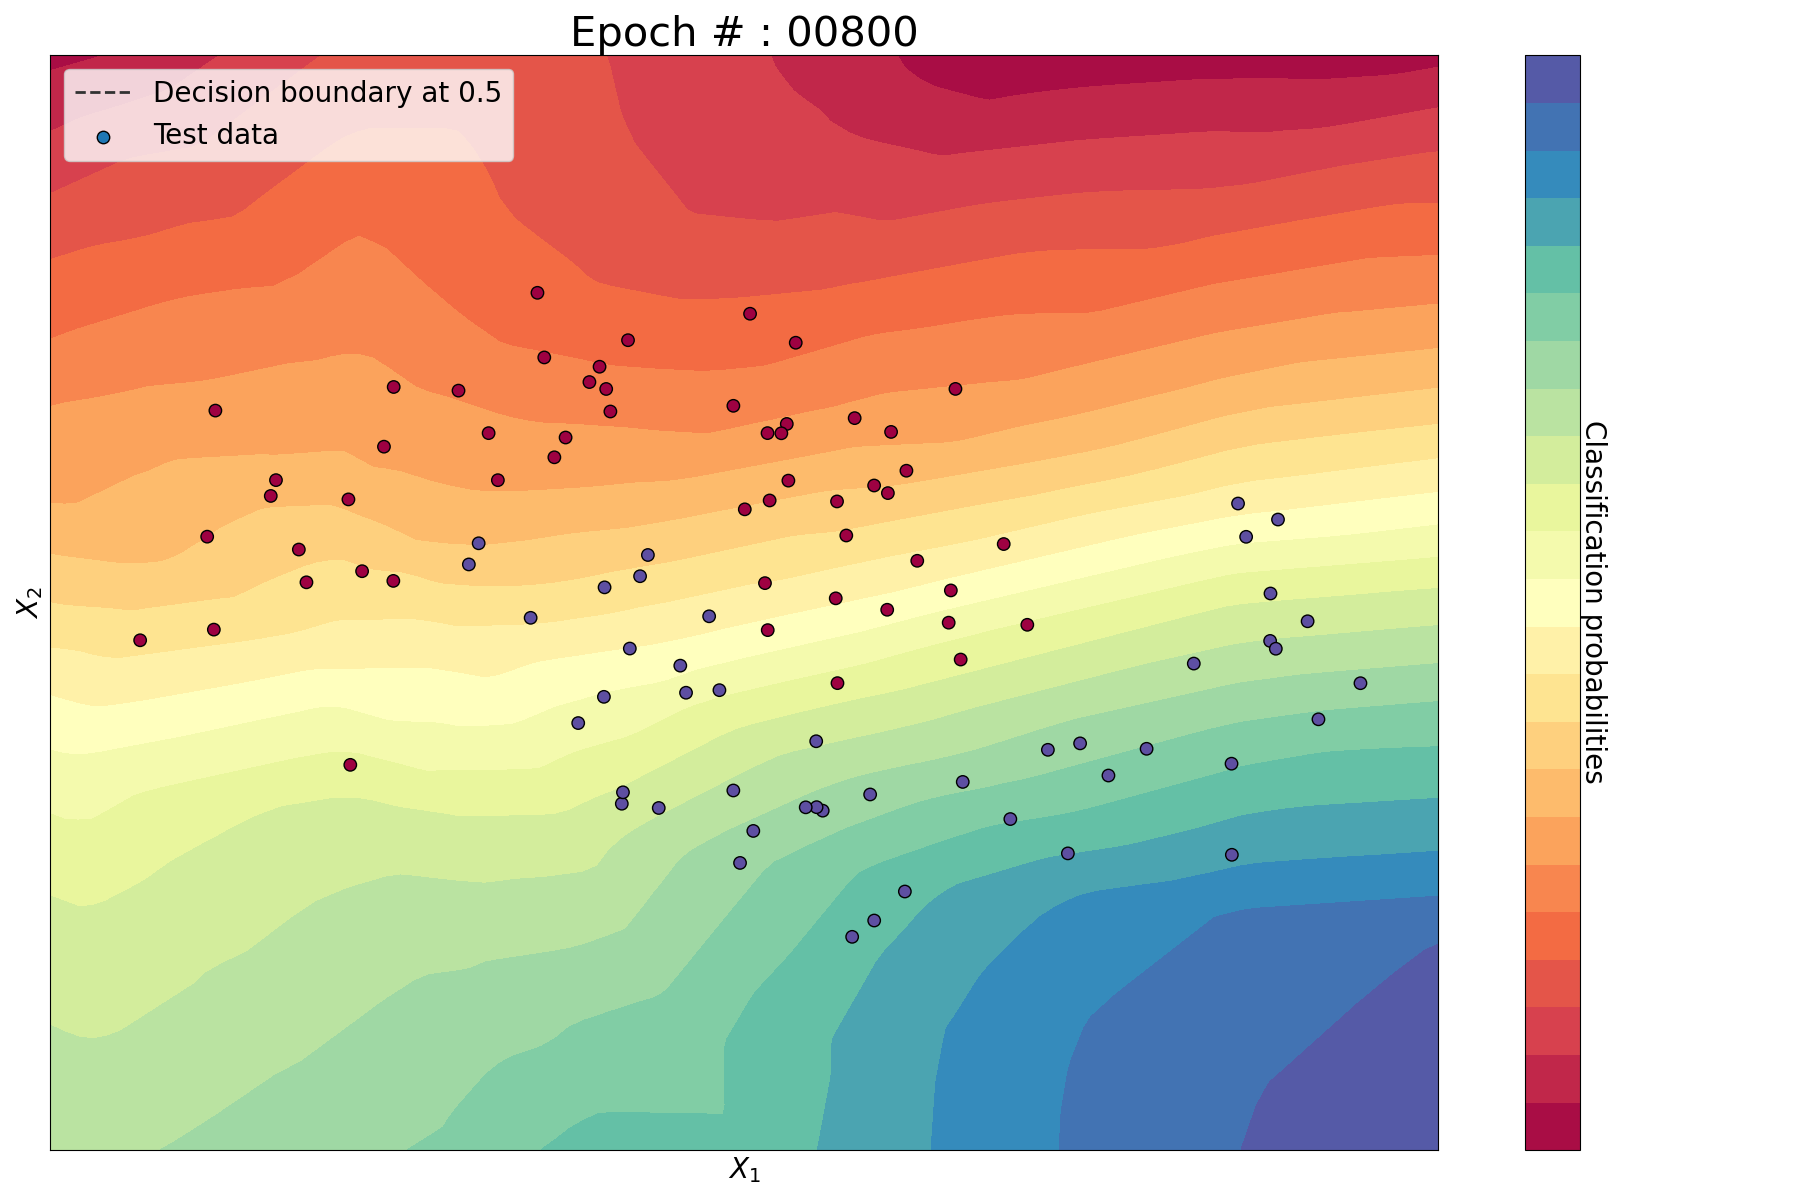 Epoch # : 00800
Decision boundary at 0.5
Test data
X₂
X₁
Classification probabilities